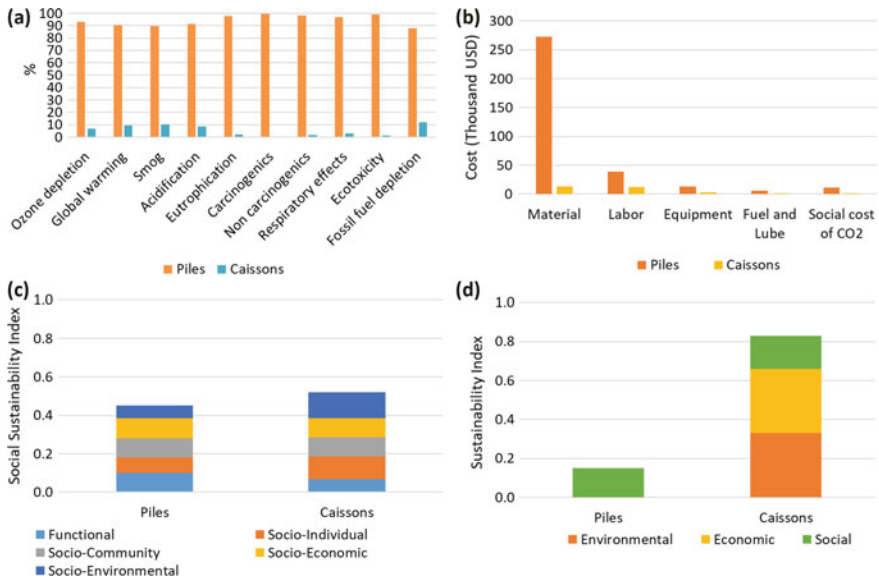 (a)
%
100
90
80
70
60
50
40
30
20
10
0
Ozone depletion
Global warming
Smog
Acidification
Eutrophication
Carcinogenics
Non carcinogenics
Respiratory effects
Ecotoxicity
Fossil fuel depletion
Piles Caissons
(b)
Cost (Thousand USD)
300
250
200
150
100
50
0
Material Labor Equipment Fuel and Lube Social cost of CO2
Piles Caissons
(c)
Social Sustainability Index
1.0
0.8
0.6
0.4
0.2
0.0
Piles Caissons
Functional Socio-Individual
Socio-Community Socio-Economic
Socio-Environmental
(d)
Sustainability Index
1.0
0.8
0.6
0.4
0.2
0.0
Piles Caissons
Environmental Economic Social